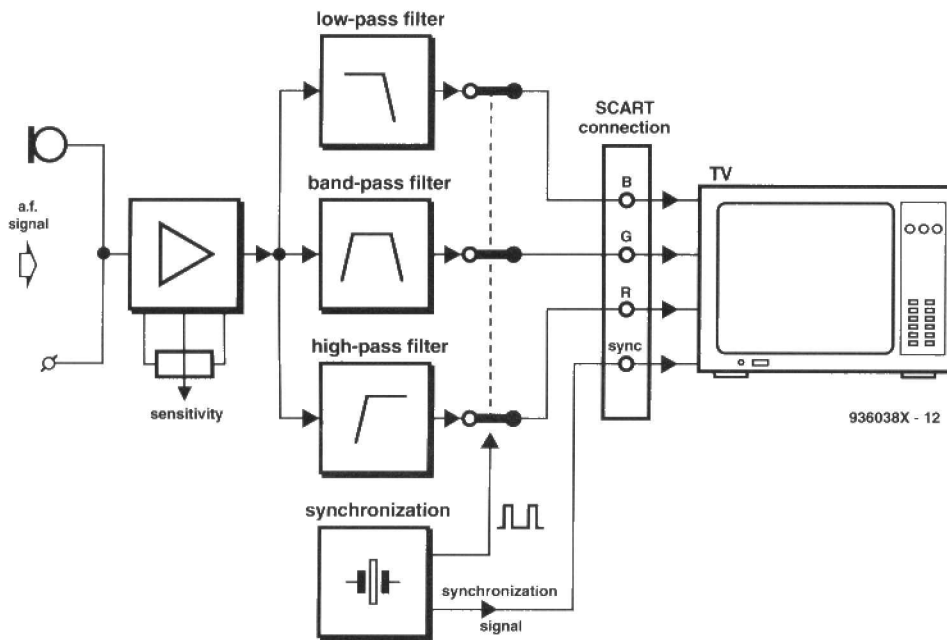 low-pass filter
SCART
connection
TV
band-pass filter
B
a.f.
signal
G
R
high-pass filter
sync
sensitivity
936038X - 12
synchronization
synchronization
signal